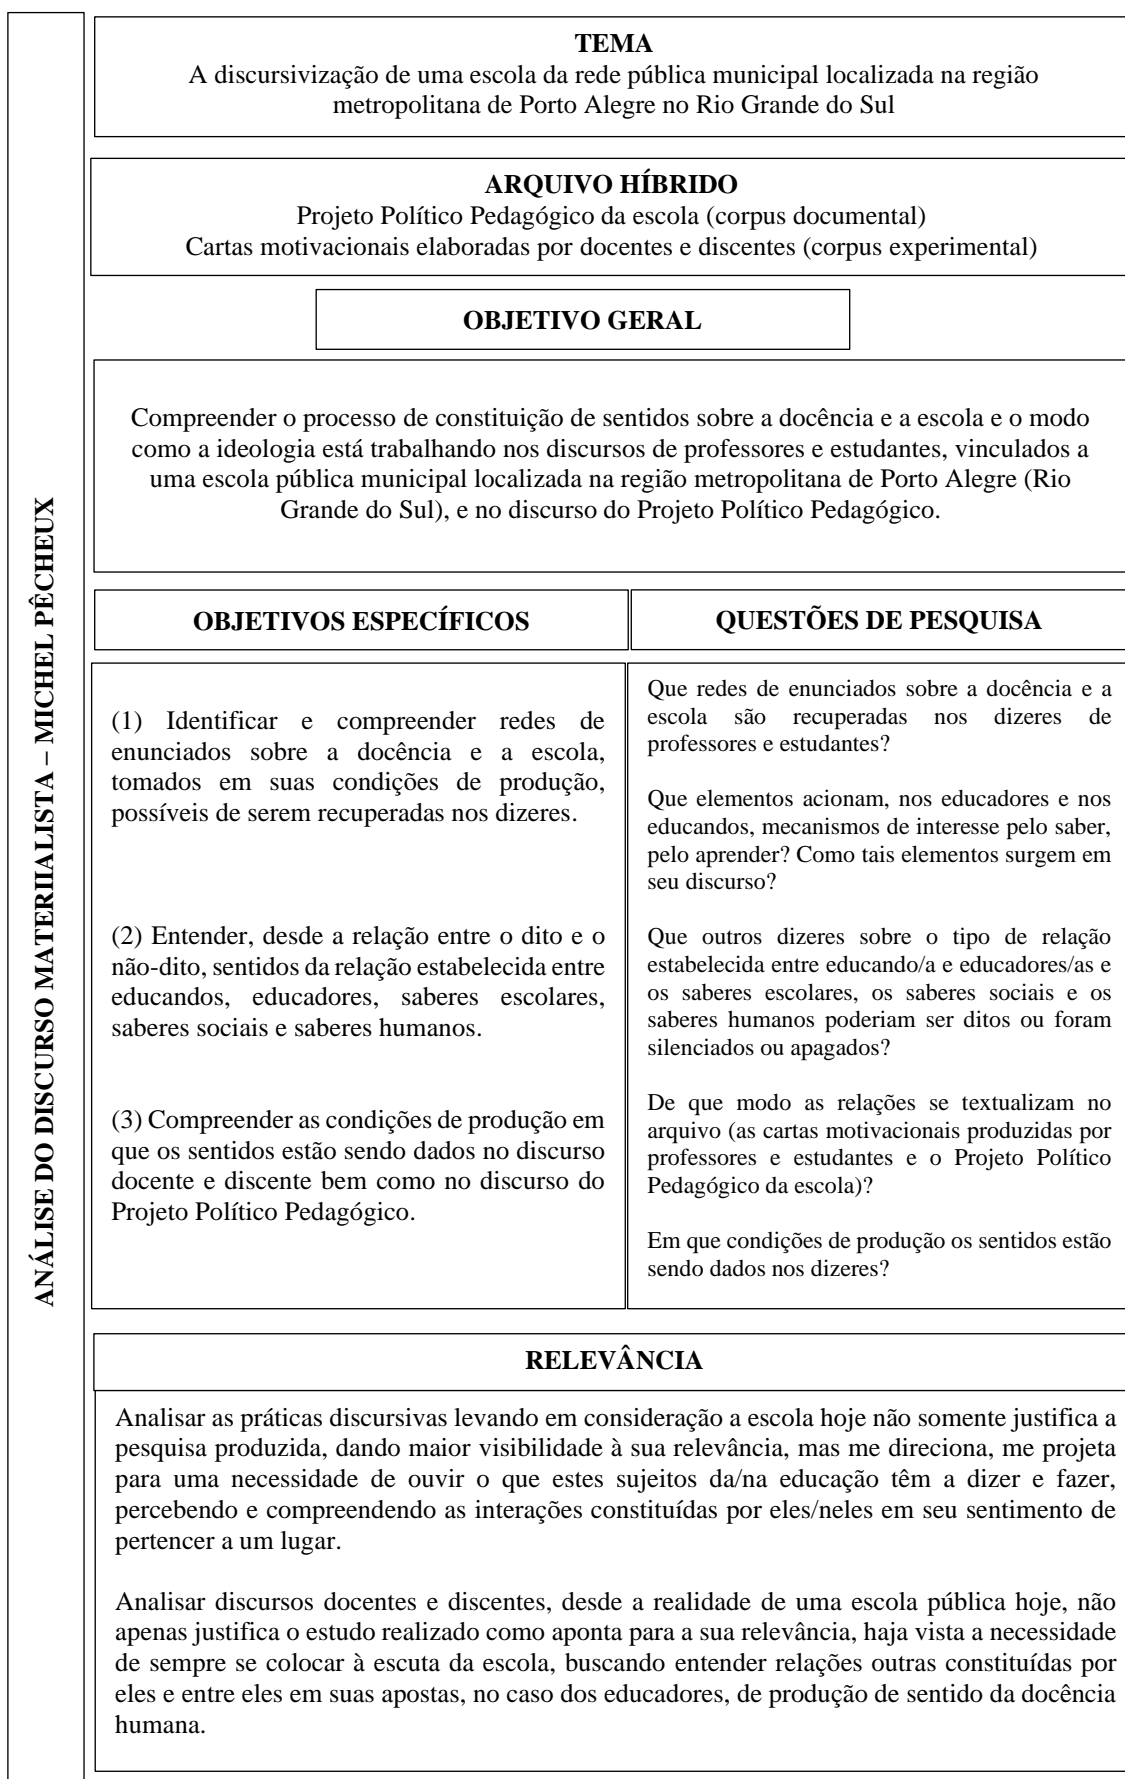 ANÁLISE DO DISCURSO MATERIIALISTA – MICHEL PÊCHEUX
TEMA
A discursivização de uma escola da rede pública municipal localizada na região
metropolitana de Porto Alegre no Rio Grande do Sul
ARQUIVO HÍBRIDO
Projeto Político Pedagógico da escola (corpus documental)
Cartas motivacionais elaboradas por docentes e discentes (corpus experimental)
OBJETIVO GERAL
Compreender o processo de constituição de sentidos sobre a docência e a escola e o modo
como a ideologia está trabalhando nos discursos de professores e estudantes, vinculados a
uma escola pública municipal localizada na região metropolitana de Porto Alegre (Rio
Grande do Sul), e no discurso do Projeto Político Pedagógico.
OBJETIVOS ESPECÍFICOS
(1) Identificar e compreender redes de
enunciados sobre a docência e a escola,
tomados em suas condições de produção,
possíveis de serem recuperadas nos dizeres.
(2) Entender, desde a relação entre o dito e o
não-dito, sentidos da relação estabelecida entre
educandos, educadores, saberes escolares,
saberes sociais e saberes humanos.
(3) Compreender as condições de produção em
que os sentidos estão sendo dados no discurso
docente e discente bem como no discurso do
Projeto Político Pedagógico.
QUESTÕES DE PESQUISA
Que redes de enunciados sobre a docência e a
escola são recuperadas nos dizeres de
professores e estudantes?
Que elementos acionam, nos educadores e nos
educandos, mecanismos de interesse pelo saber,
pelo aprender? Como tais elementos surgem em
seu discurso?
Que outros dizeres sobre o tipo de relação
estabelecida entre educando/a e educadores/as e
os saberes escolares, os saberes sociais e os
saberes humanos poderiam ser ditos ou foram
silenciados ou apagados?
De que modo as relações se textualizam no
arquivo (as cartas motivacionais produzidas por
professores e estudantes e o Projeto Político
Pedagógico da escola)?
Em que condições de produção os sentidos estão
sendo dados nos dizeres?
RELEVÂNCIA
Analisar as práticas discursivas levando em consideração a escola hoje não somente justifica a
pesquisa produzida, dando maior visibilidade à sua relevância, mas me direciona, me projeta
para uma necessidade de ouvir o que estes sujeitos da/na educação têm a dizer e fazer,
percebendo e compreendendo as interações constituídas por eles/neles em seu sentimento de
pertencer a um lugar.
Analisar discursos docentes e discentes, desde a realidade de uma escola pública hoje, não
apenas justifica o estudo realizado como aponta para a sua relevância, haja vista a necessidade
de sempre se colocar à escuta da escola, buscando entender relações outras constituídas por
eles e entre eles em suas apostas, no caso dos educadores, de produção de sentido da docência
humana.